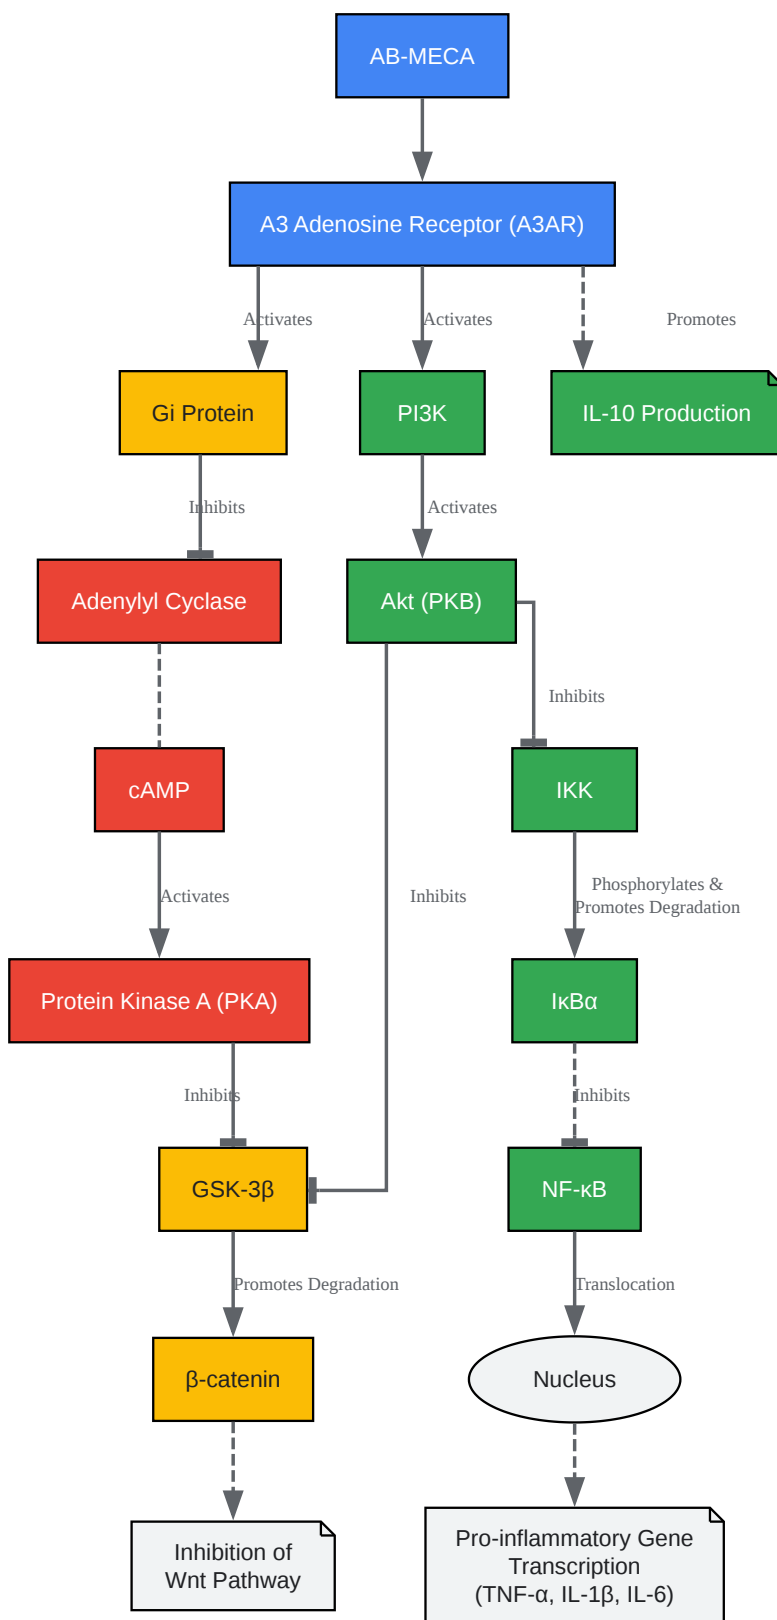 AB-MECA
A3 Adenosine Receptor (A3AR)
Activates
Activates
Promotes
Gi Protein
PI3K
IL-10 Production
Inhibits
Activates
Adenylyl Cyclase
Akt (PKB)
Inhibits
cAMP
IKK
Activates
Inhibits
Phosphorylates &
Promotes Degradation
Protein Kinase A (PKA)
IκBα
Inhibits
Inhibits
GSK-3β
NF-κB
Promotes Degradation
Translocation
β-catenin
Nucleus
Inhibition of
Wnt Pathway
Pro-inflammatory Gene
Transcription
(TNF-α, IL-1β, IL-6)